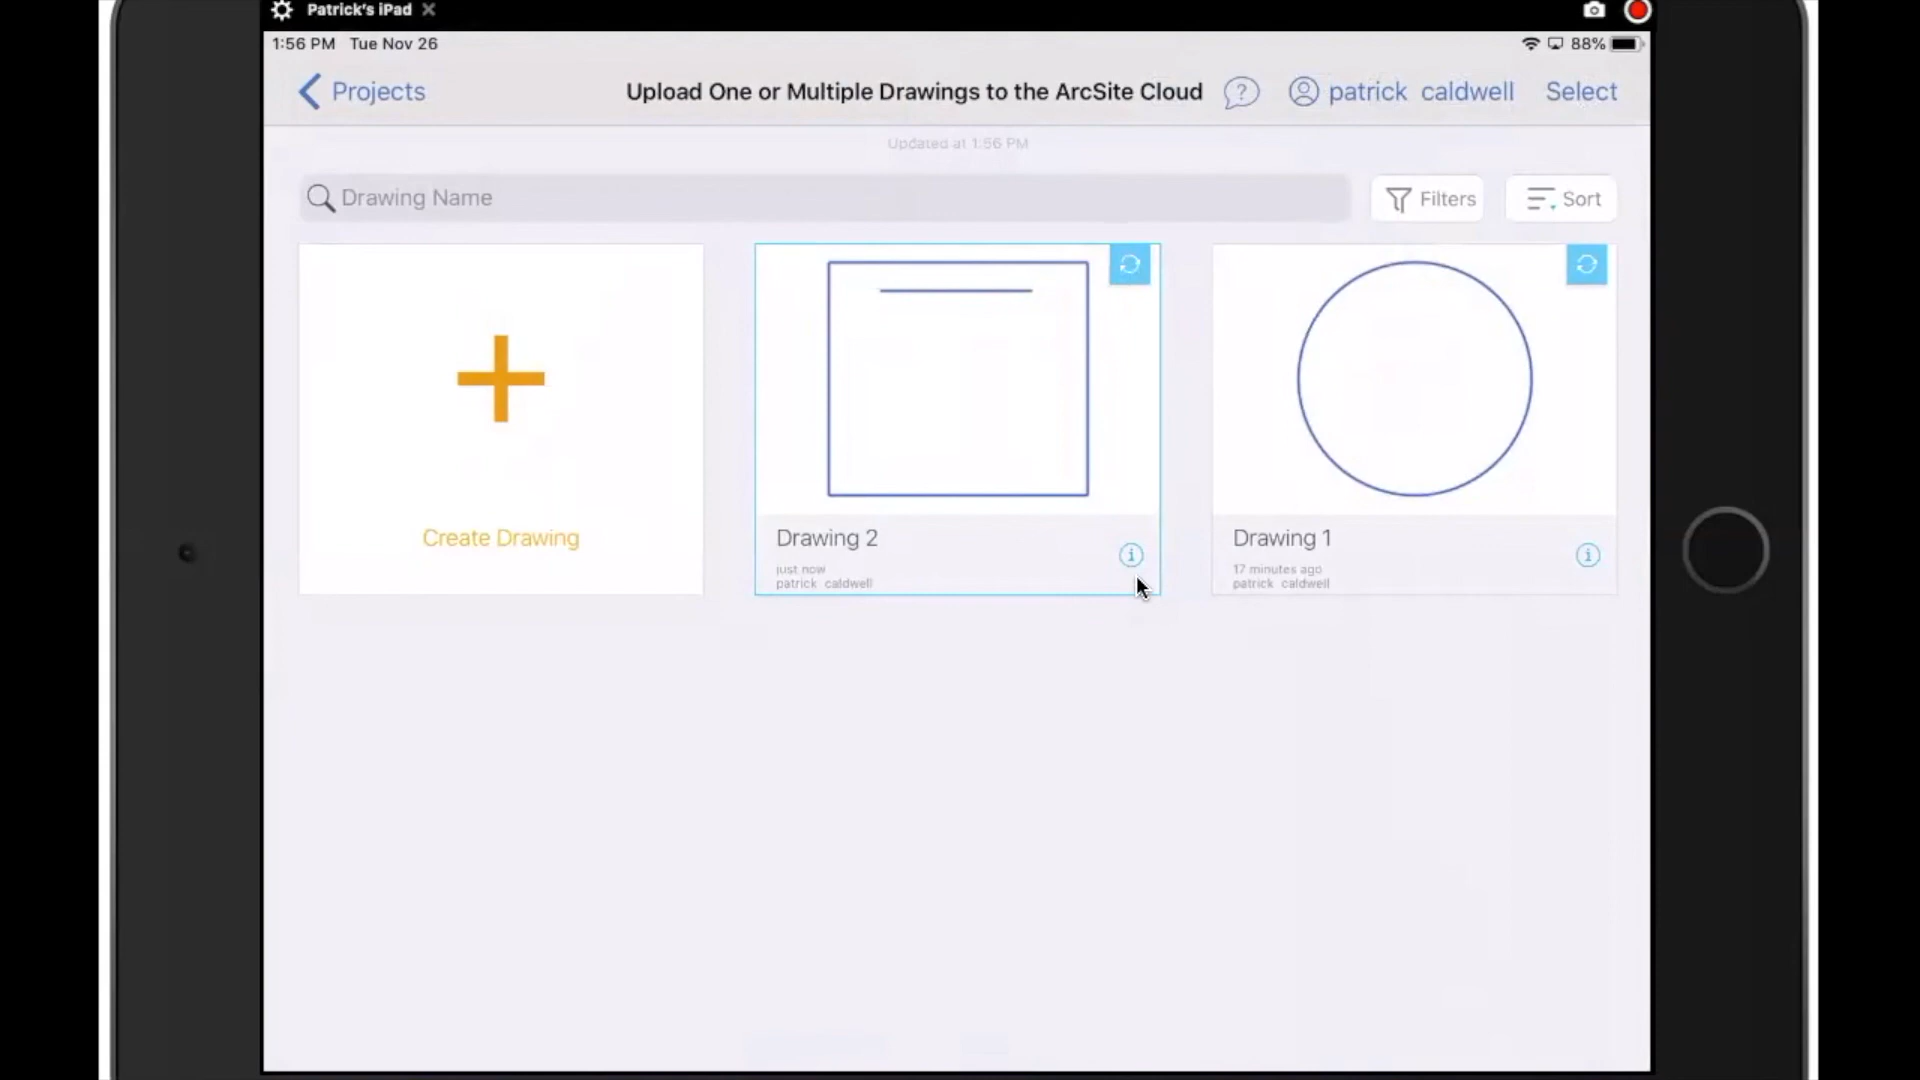 Patrick's iPad
1:56 PM Tue Nov 26
88%
Projects
Upload One or Multiple Drawings to the ArcSite Cloud
patrick caldwell
Select
Updated at 1:56 PM
Drawing Name
Filters
Sort
Create Drawing
Drawing 2
just now
patrick caldwell
Drawing 1
17 minutes ago
patrick caldwell